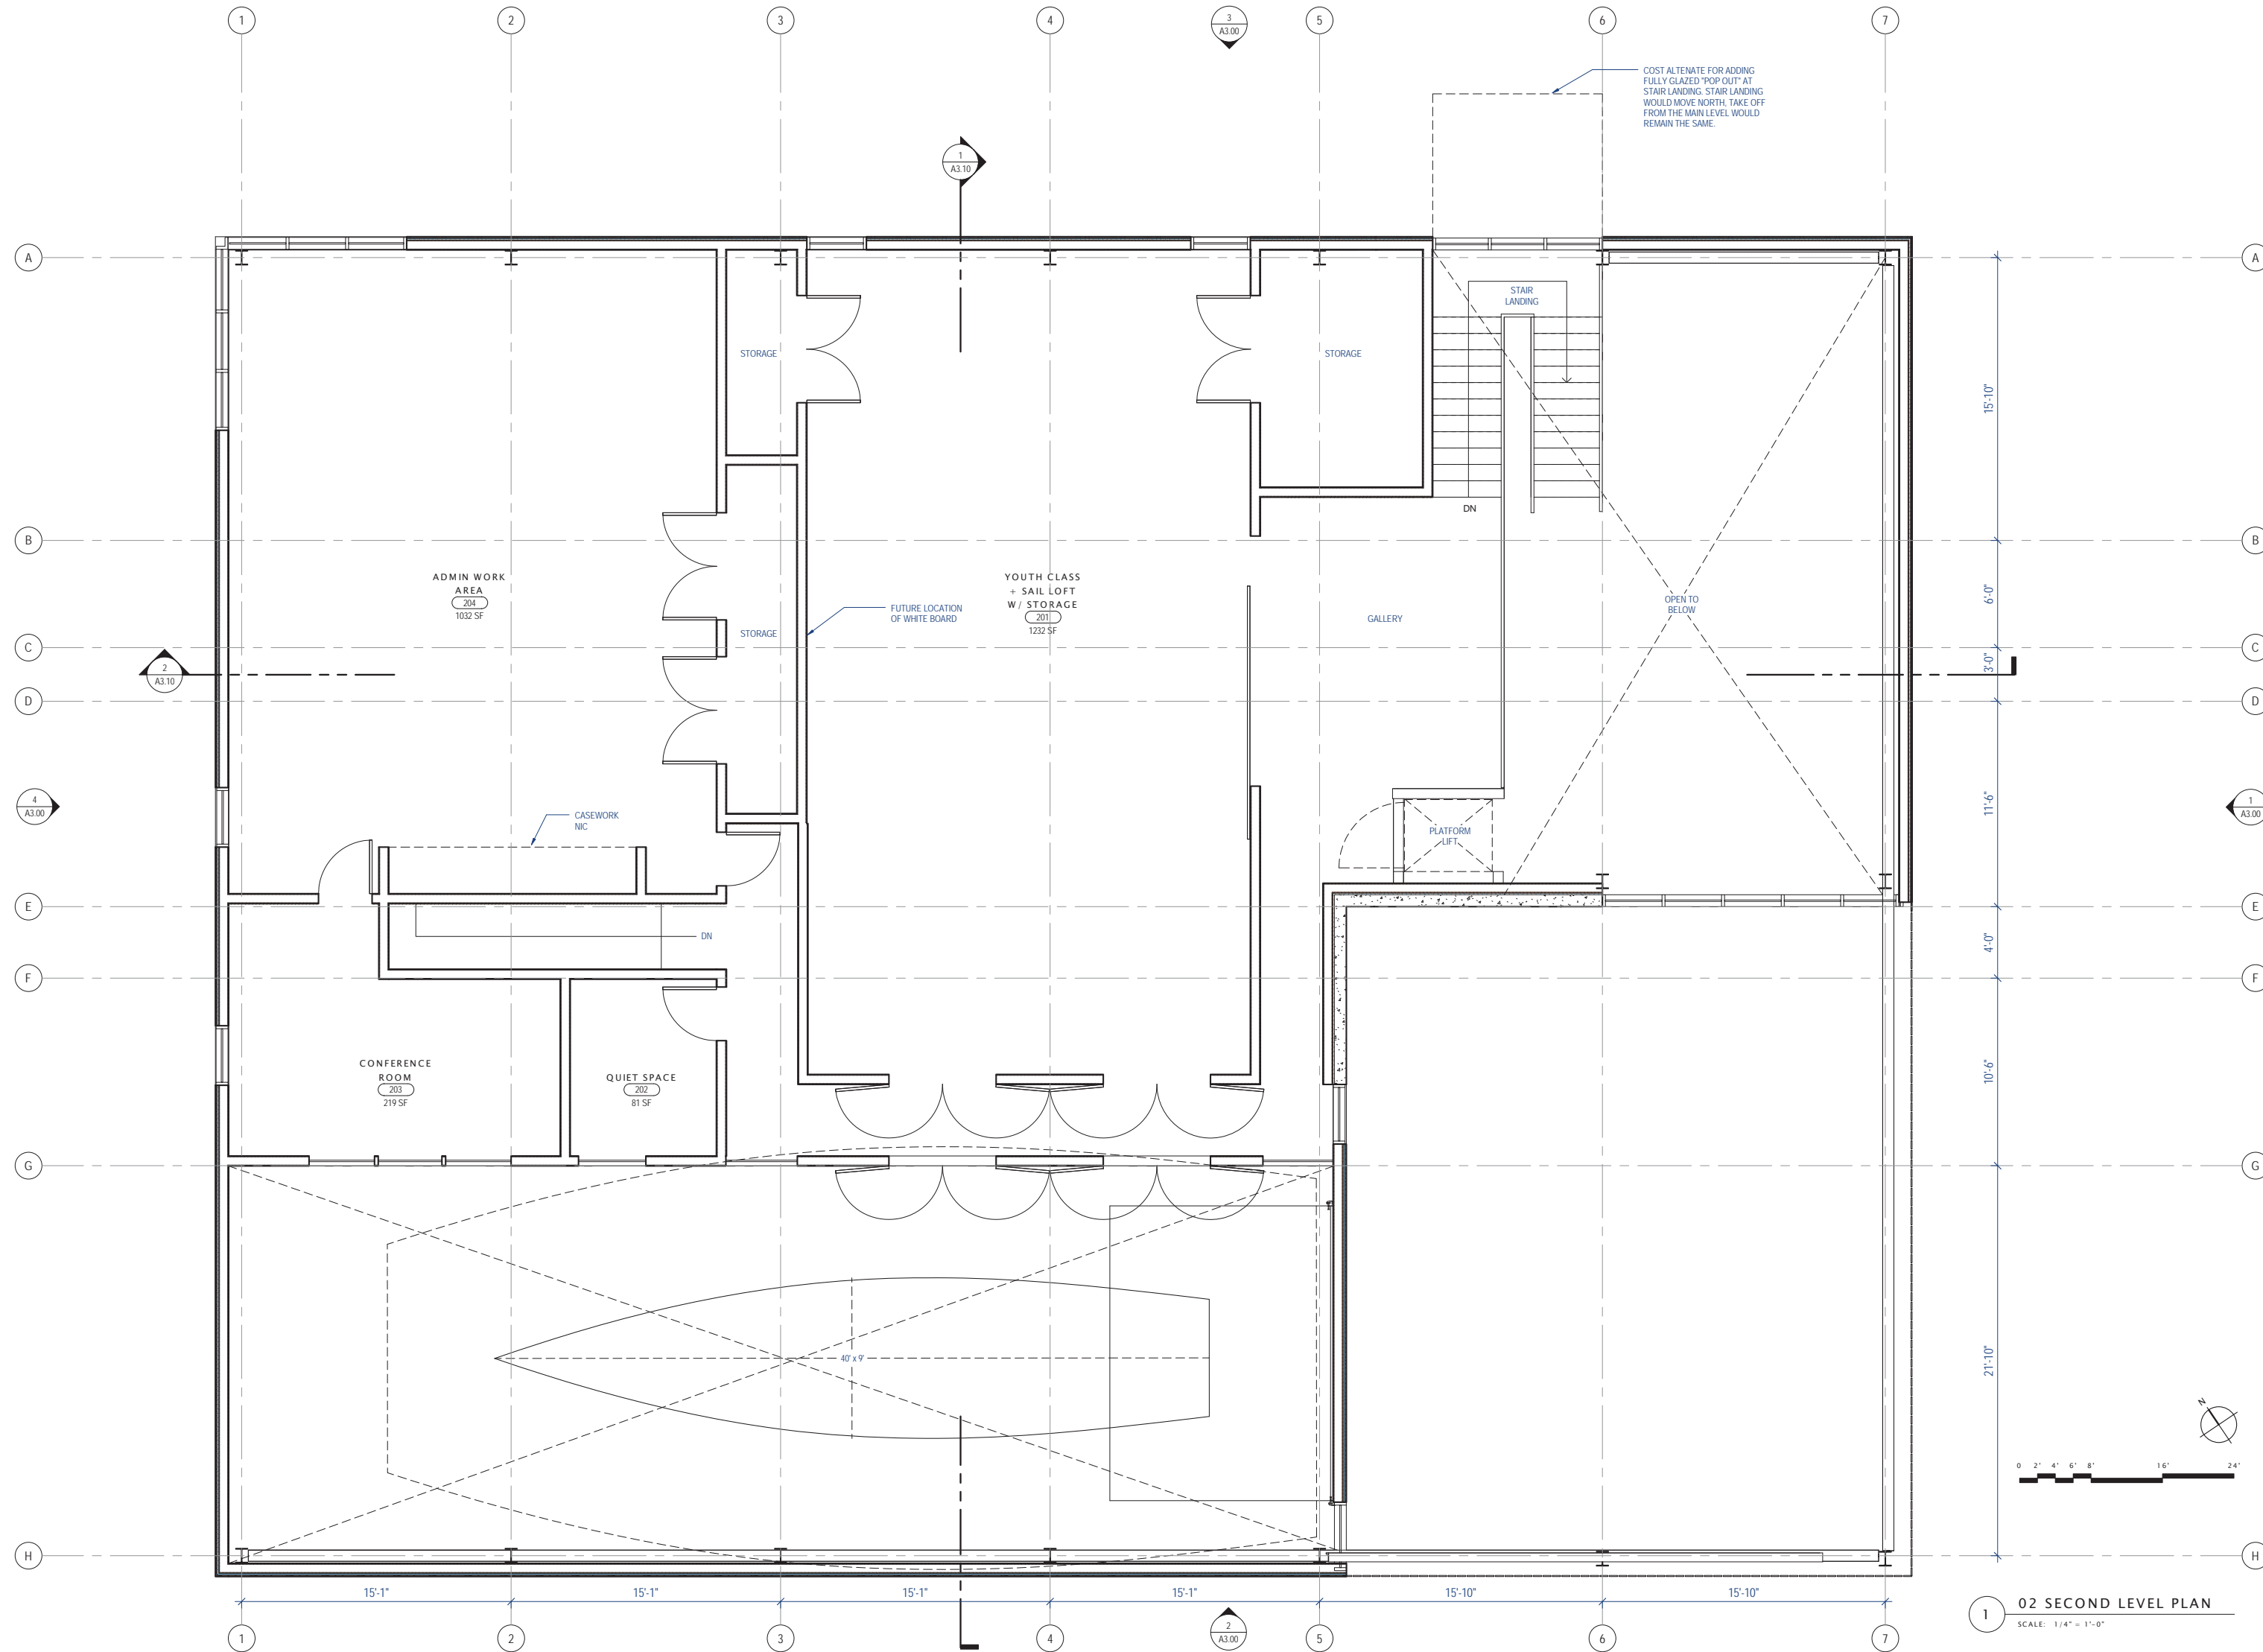 1
2
3
4
3
A3.00
5
6
7
COST ALTENATE FOR ADDING
FULLY GLAZED "POP OUT" AT
STAIR LANDING. STAIR LANDING
WOULD MOVE NORTH, TAKE OFF
FROM THE MAIN LEVEL WOULD
REMAIN THE SAME.
1
A3.10
A
A
STAIR
LANDING
STORAGE
STORAGE
15'-10"
DN
B
B
ADMIN WORK
AREA
204
1032 SF
YOUTH CLASS
+ SAIL LOFT
W/ STORAGE
201
1232 SF
FUTURE LOCATION
OF WHITE BOARD
STORAGE
GALLERY
OPEN TO
BELOW
6'-0"
C
C
2
A3.10
3'-0"
D
D
4
A3.00
CASEWORK
NIC
PLATFORM
LIFT
11'-6"
1
A3.00
E
E
DN
4'-0"
F
F
CONFERENCE
ROOM
203
219 SF
QUIET SPACE
202
81 SF
10'-6"
G
G
40' x 9'
21'-10"
N
0 2' 4' 6' 8' 16' 24'
H
H
15'-1"
15'-1"
15'-1"
15'-1"
15'-10"
15'-10"
1
02 SECOND LEVEL PLAN
SCALE: 1/4" = 1'-0"
1
2
3
4
2
A3.00
5
6
7